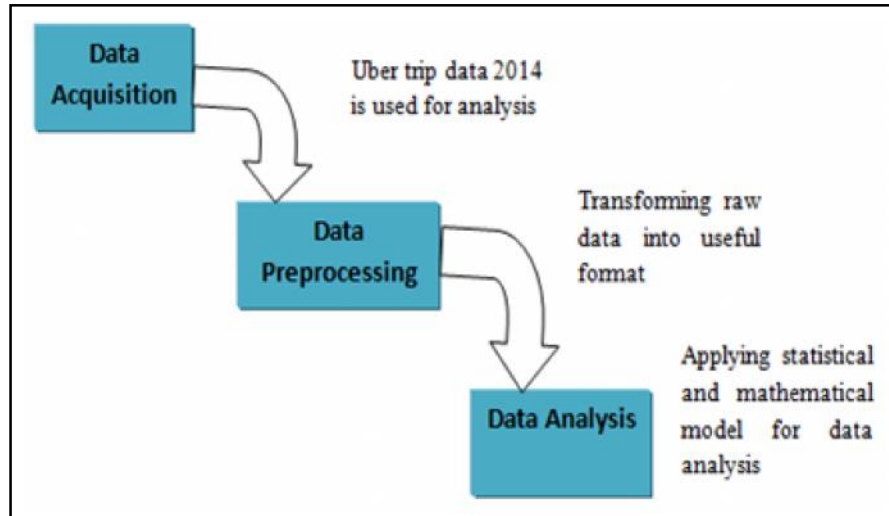 Data
Acquisition
Uber trip data 2014
is used for analysis
Data
Preprocessing
Transforming raw
data into useful
format
Data Analysis
Applying statistical
and mathematical
model for data
analysis